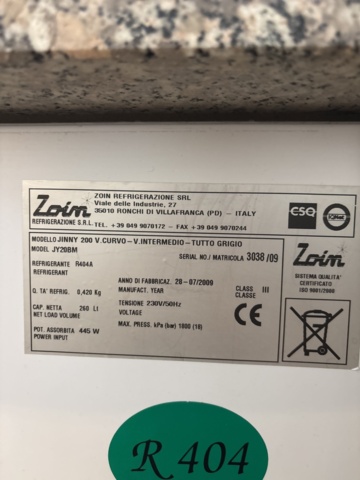 Zoin
REFRIGERAZIONE S.R.L.
ZOIN REFRIGERAZIONE SRL
Viale delle Industrie, 27
35010 RONCHI DI VILLAFRANCA (PD) - ITALY
TEL. +39 049 9070172 - FAX +39 049 9070244
CSQ
MODELLO JINNY 200 V.CURVO-V.INTERMEDIO-TUTTO GRIGIO
MODEL JY20BM
SERIAL NO/MATRICOLA 3038/09
REFRIGERANTE R404A
REFRIGERANT
ANNO DI FABBRICAZ. 28-07/2009
MANUFACT. YEAR
CLASSE III
CLASS
Q. TA' REFRIG. 0,420 Kg
TENSIONE 230V/50Hz
VOLTAGE
CAP. NETTA 260 LI
NET LOAD VOLUME
MAX. PRESS. kPa (bar) 1800 (18)
CE
POT. ASSORBITA 445 W
POWER INPUT
Zoin
SISTEMA QUALITA'
CERTIFICATO
ISO 9001/2000
R 404